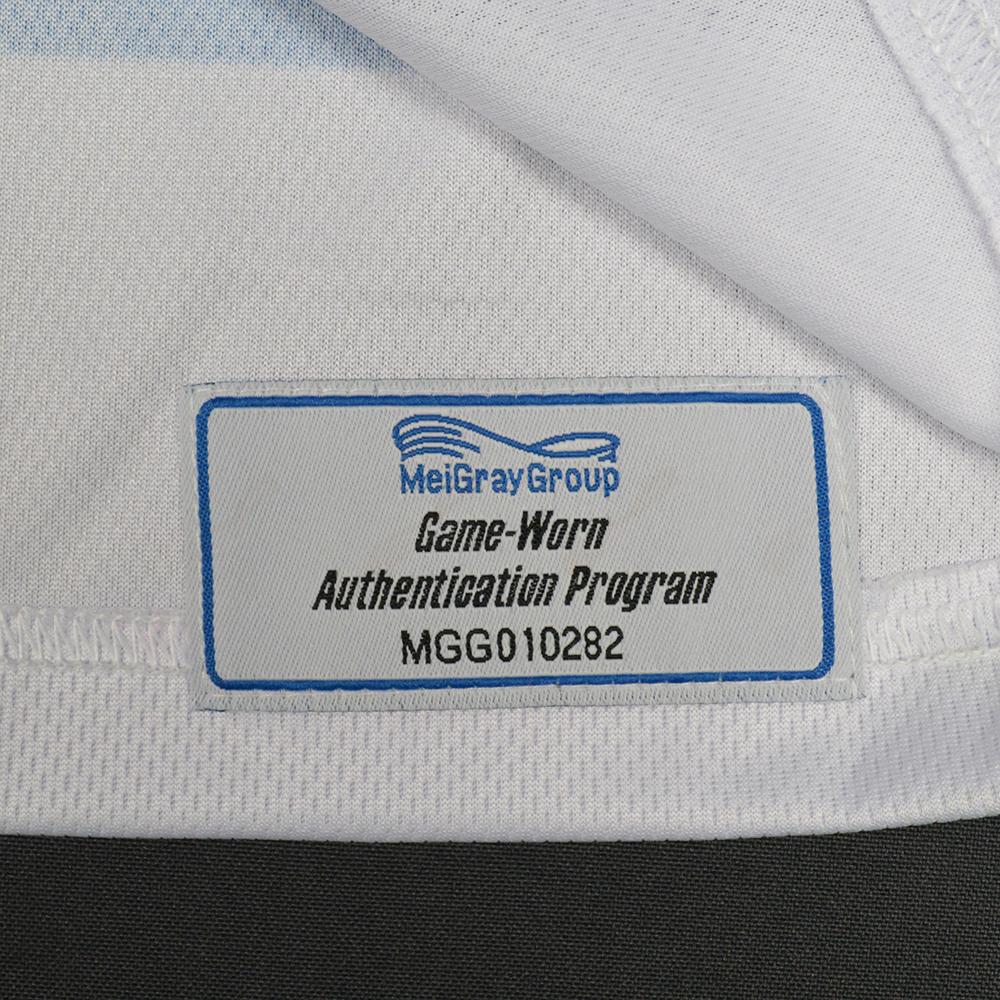 MeiGrayGroup
Game-Worn
Authentication Program
MGG010282